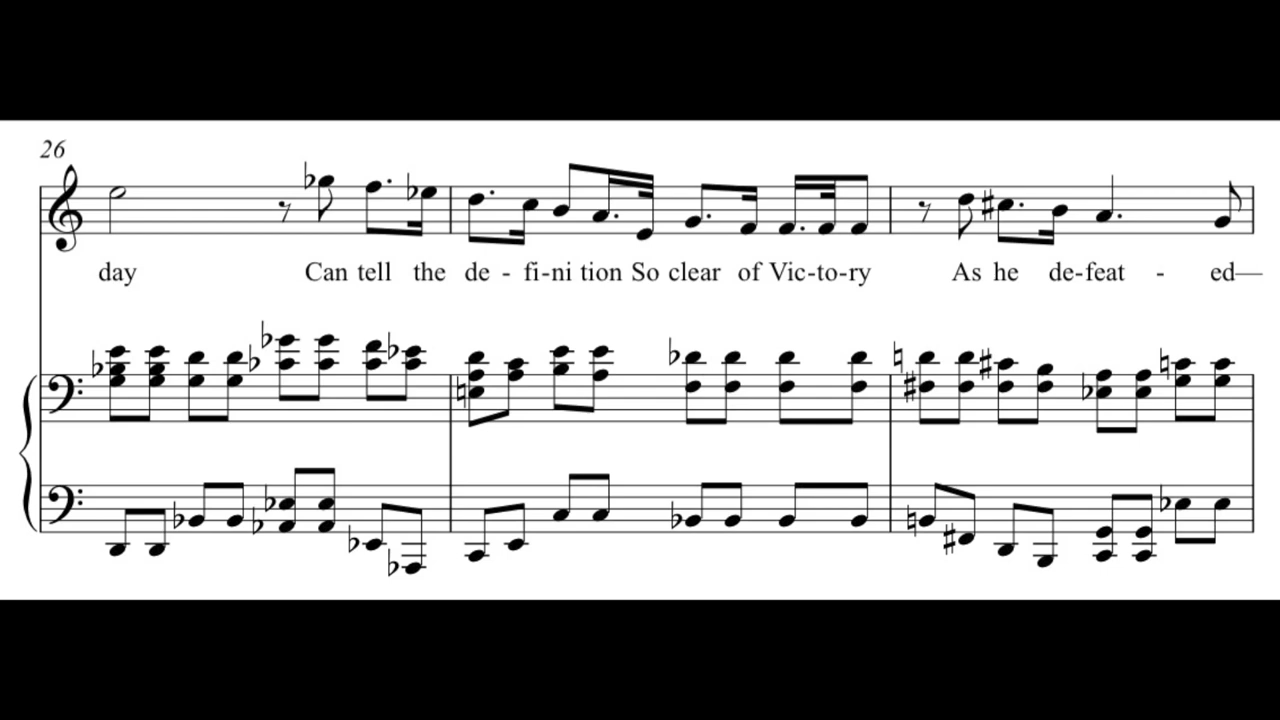 26
day Can tell the de - fi-ni tion So clear of Vic-to-ry As he de-feat - ed—